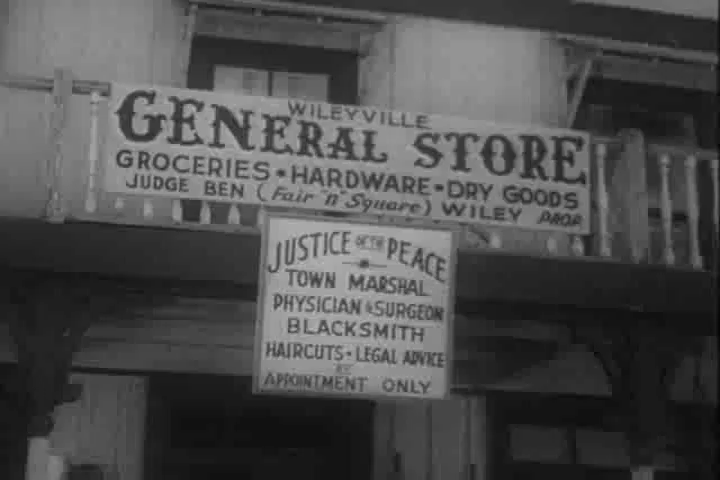 WILEYVILLE
GENERAL STORE
GROCERIES • HARDWARE • DRY GOODS
JUDGE BEN (Fair 'n' Square) WILEY PROP
JUSTICE OF THE PEACE
TOWN MARSHAL
PHYSICIAN & SURGEON
BLACKSMITH
HAIRCUTS • LEGAL ADVICE
BY
APPOINTMENT ONLY